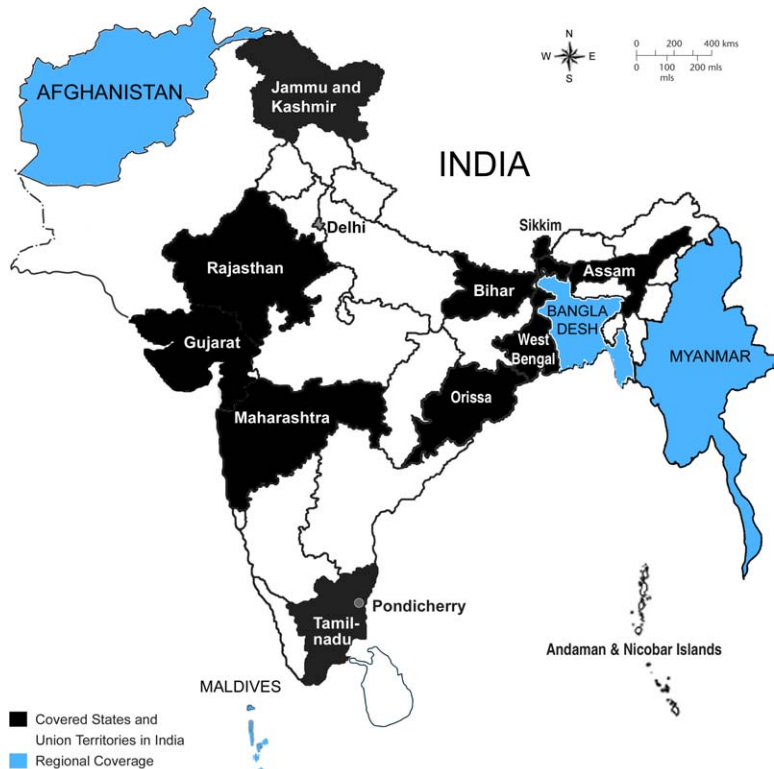 N
W E
S
0 200 400 kms
0 100 200 mls
mls
AFGHANISTAN
Jammu and
Kashmir
INDIA
Delhi
Sikkim
Rajasthan
Bihar
Assam
BANGLA
DESH
Gujarat
West
Bengal
MYANMAR
Maharashtra
Orissa
Pondicherry
Tamil-
nadu
Andaman & Nicobar Islands
MALDIVES
Covered States and
Union Territories in India
Regional Coverage